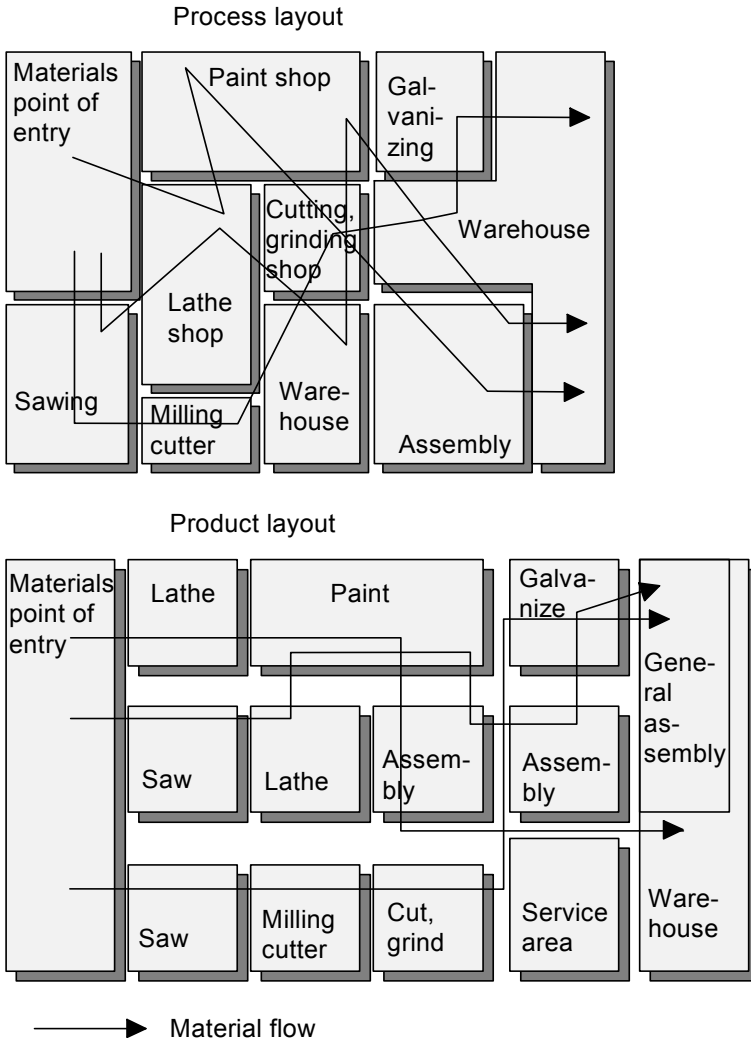 Process layout
Materials
point of
entry
Paint shop
Gal-
vani-
zing
Cutting,
grinding
shop
Warehouse
Lathe
shop
Sawing
Milling
cutter
Ware-
house
Assembly
Product layout
Materials
point of
entry
Lathe
Paint
Galva-
nize
Gene-
ral
as-
sembly
Saw
Lathe
Assem-
bly
Assem-
bly
Saw
Milling
cutter
Cut,
grind
Service
area
Ware-
house
Material flow